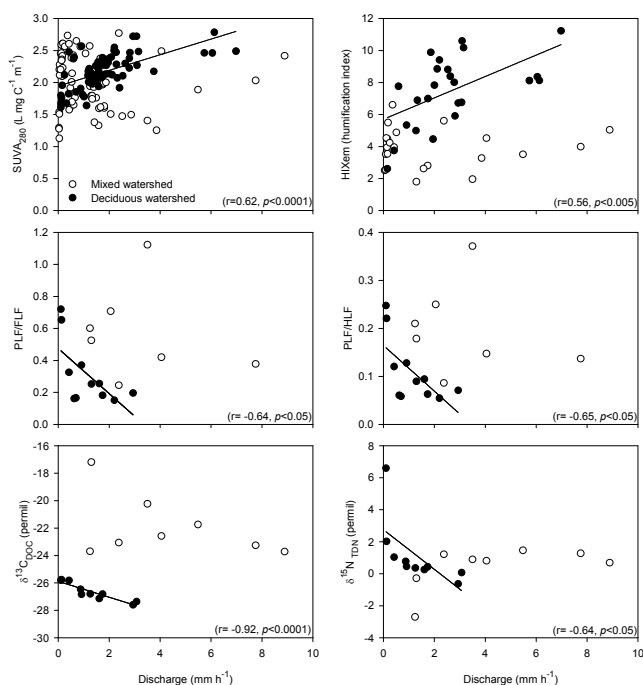 3.0
2.5
2.0
1.5
1.0
0.5
0.0
SUVA280 (L mg C-1 m-1)
Mixed watershed
Deciduous watershed
(r=0.62, p<0.0001)
12
10
8
6
4
2
0
HIXem (humification index)
(r=0.56, p<0.005)
1.2
1.0
0.8
0.6
0.4
0.2
0.0
PLF/FLF
(r= -0.64, p<0.05)
0.4
0.3
0.2
0.1
0.0
PLF/HLF
(r= -0.65, p<0.05)
-16
-18
-20
-22
-24
-26
-28
-30
δ13CDOC (permil)
(r= -0.92, p<0.0001)
0 2 4 6 8 10
Discharge (mm h-1)
8
6
4
2
0
-2
-4
δ15NTDN (permil)
(r= -0.64, p<0.05)
0 2 4 6 8 10
Discharge (mm h-1)